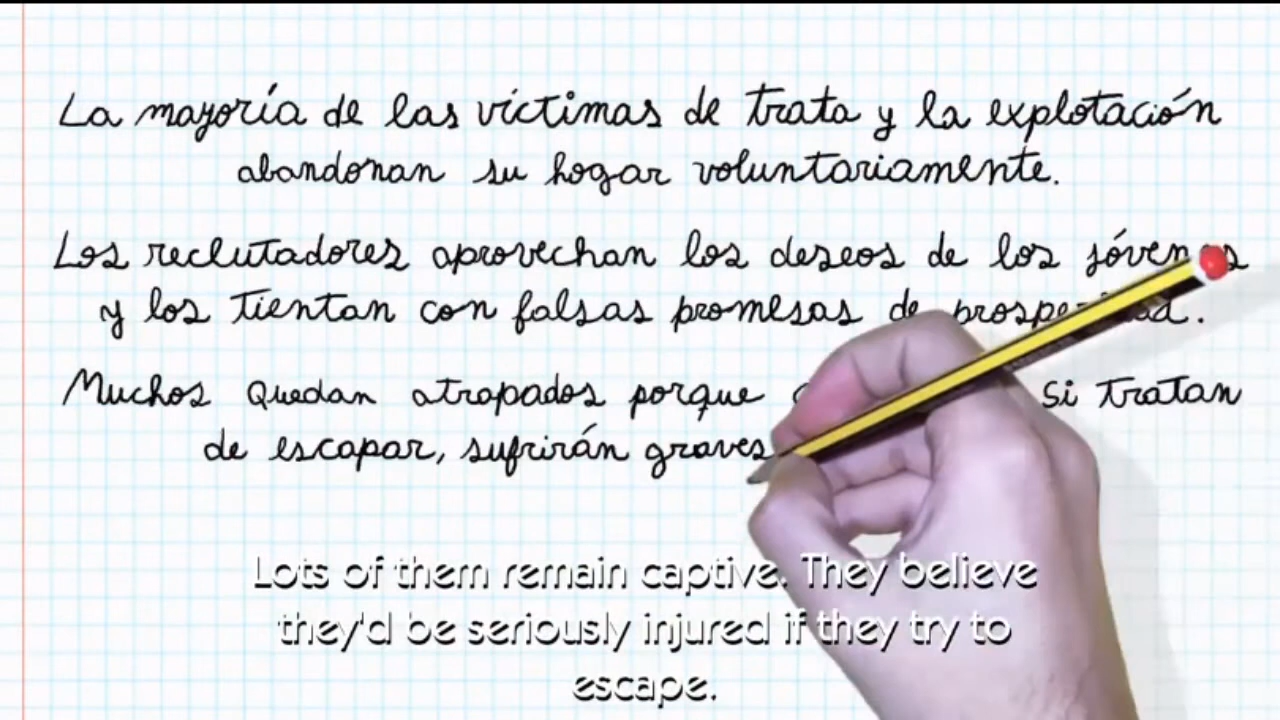 La mayoría de las víctimas de trata y la explotación
abandonan su hogar voluntariamente.
Los reclutadores aprovechan los deseos de los jóvenes
y los tientan con falsas promesas de
Muchos quedan atrapados porque si tratan
de escapar, sufrirán graves
Lots of them remain captive. They believe
they'd be seriously injured if they try to
escape.